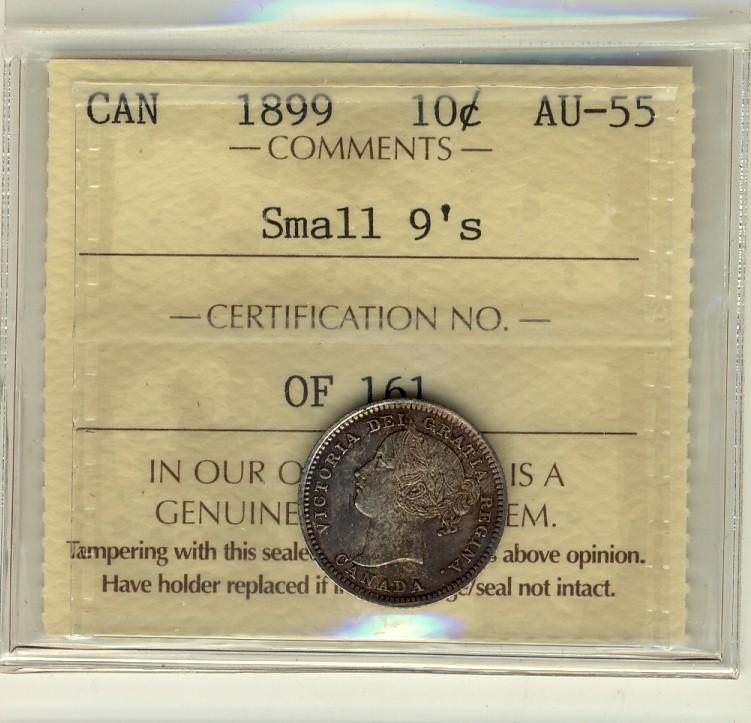 CAN 1899 10¢ AU-55
— COMMENTS —
Small 9's
— CERTIFICATION NO. —
OF 161
IN OUR O IS A
GENUINE EM.
Tampering with this seale above opinion.
Have holder replaced if /seal not intact.
VICTORIA DEI GRATIA REGINA.
CANADA